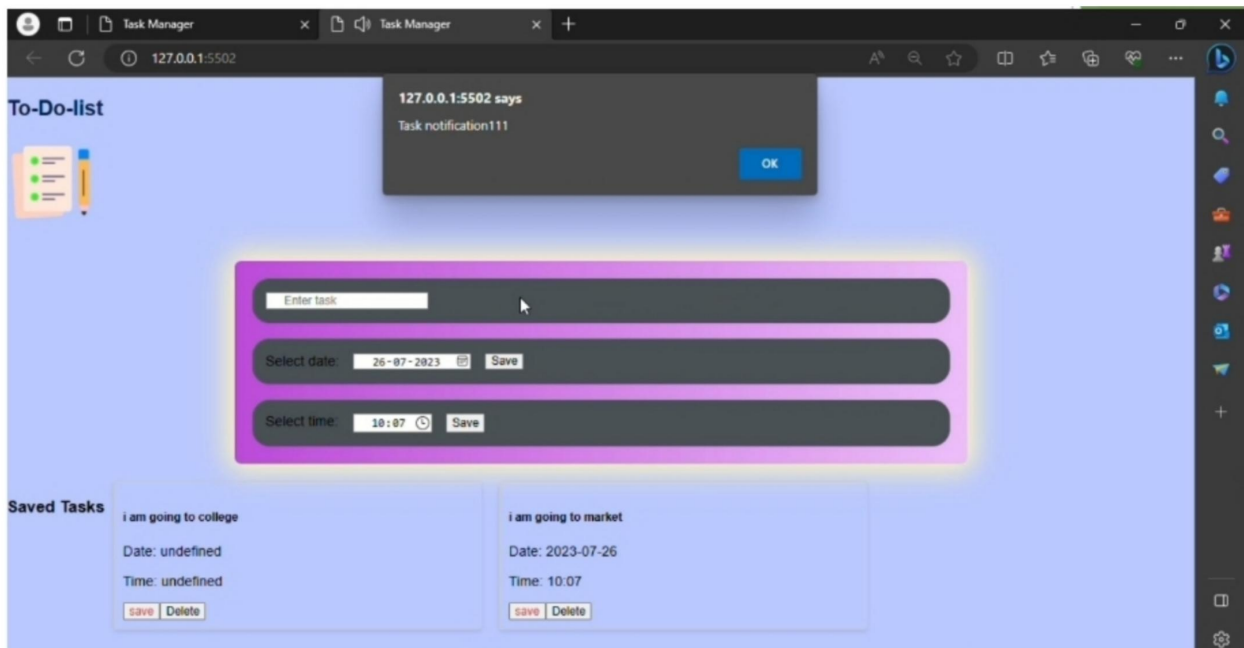 Task Manager
Task Manager
127.0.0.1:5502
127.0.0.1:5502 says
Task notification111
OK
To-Do-list
Enter task
Select date: 26-07-2023 Save
Select time: 10:07 Save
Saved Tasks
i am going to college
Date: undefined
Time: undefined
save Delete
i am going to market
Date: 2023-07-26
Time: 10:07
save Delete